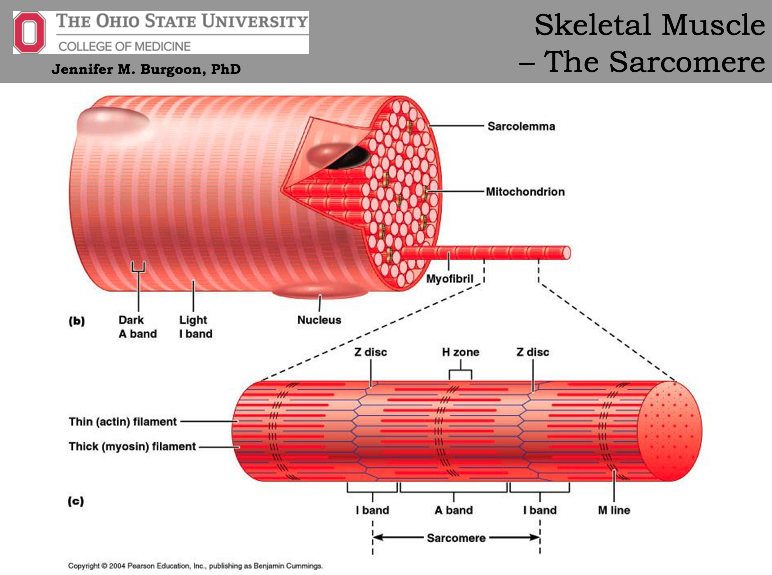 THE OHIO STATE UNIVERSITY
COLLEGE OF MEDICINE
Jennifer M. Burgoon, PhD
Skeletal Muscle
– The Sarcomere
Sarcolemma
Mitochondrion
Myofibril
(b)
Dark
A band
Light
I band
Nucleus
Z disc
H zone
Z disc
Thin (actin) filament
Thick (myosin) filament
(c)
I band
A band
I band
M line
Sarcomere
Copyright © 2004 Pearson Education, Inc., publishing as Benjamin Cummings.